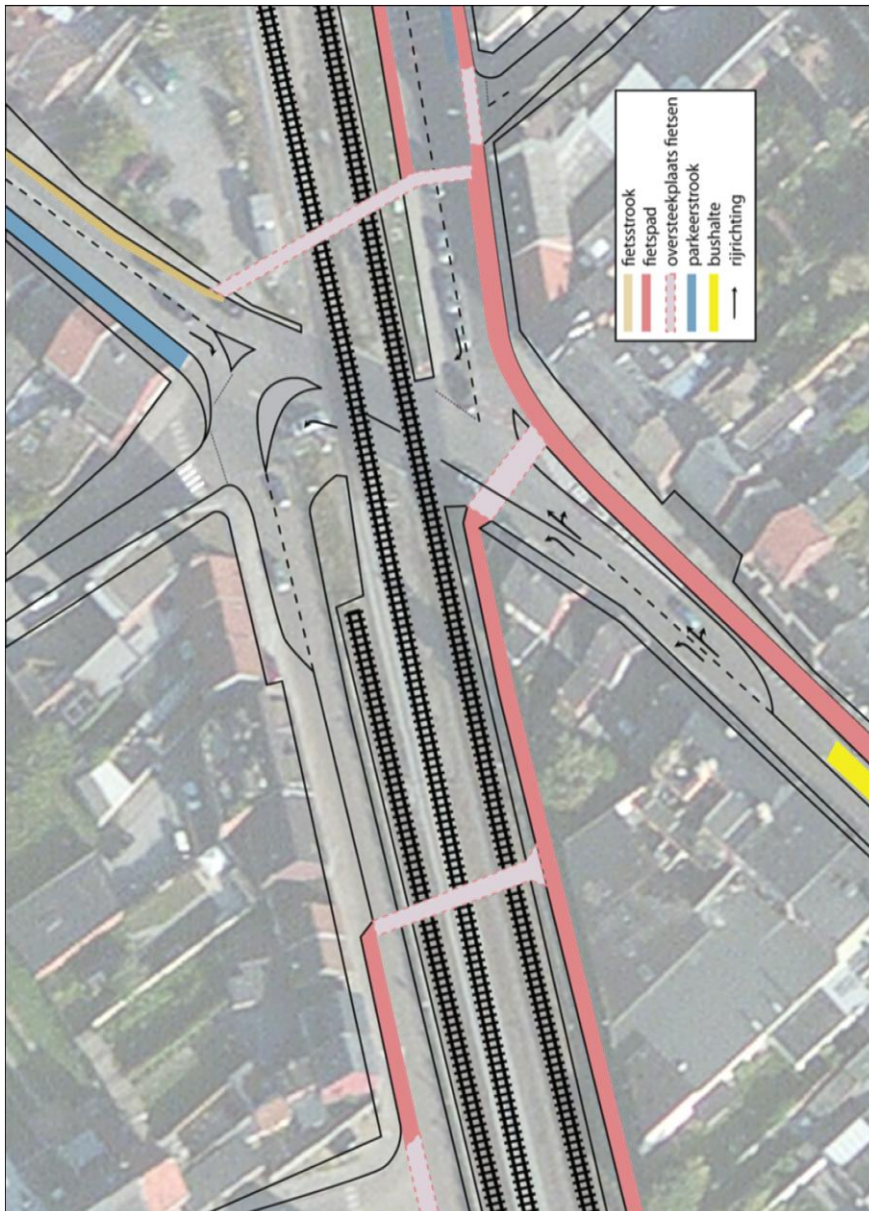 fietsstrook
fietspad
oversteekplaats fietsen
parkeerstrook
bushalte
rijrichting